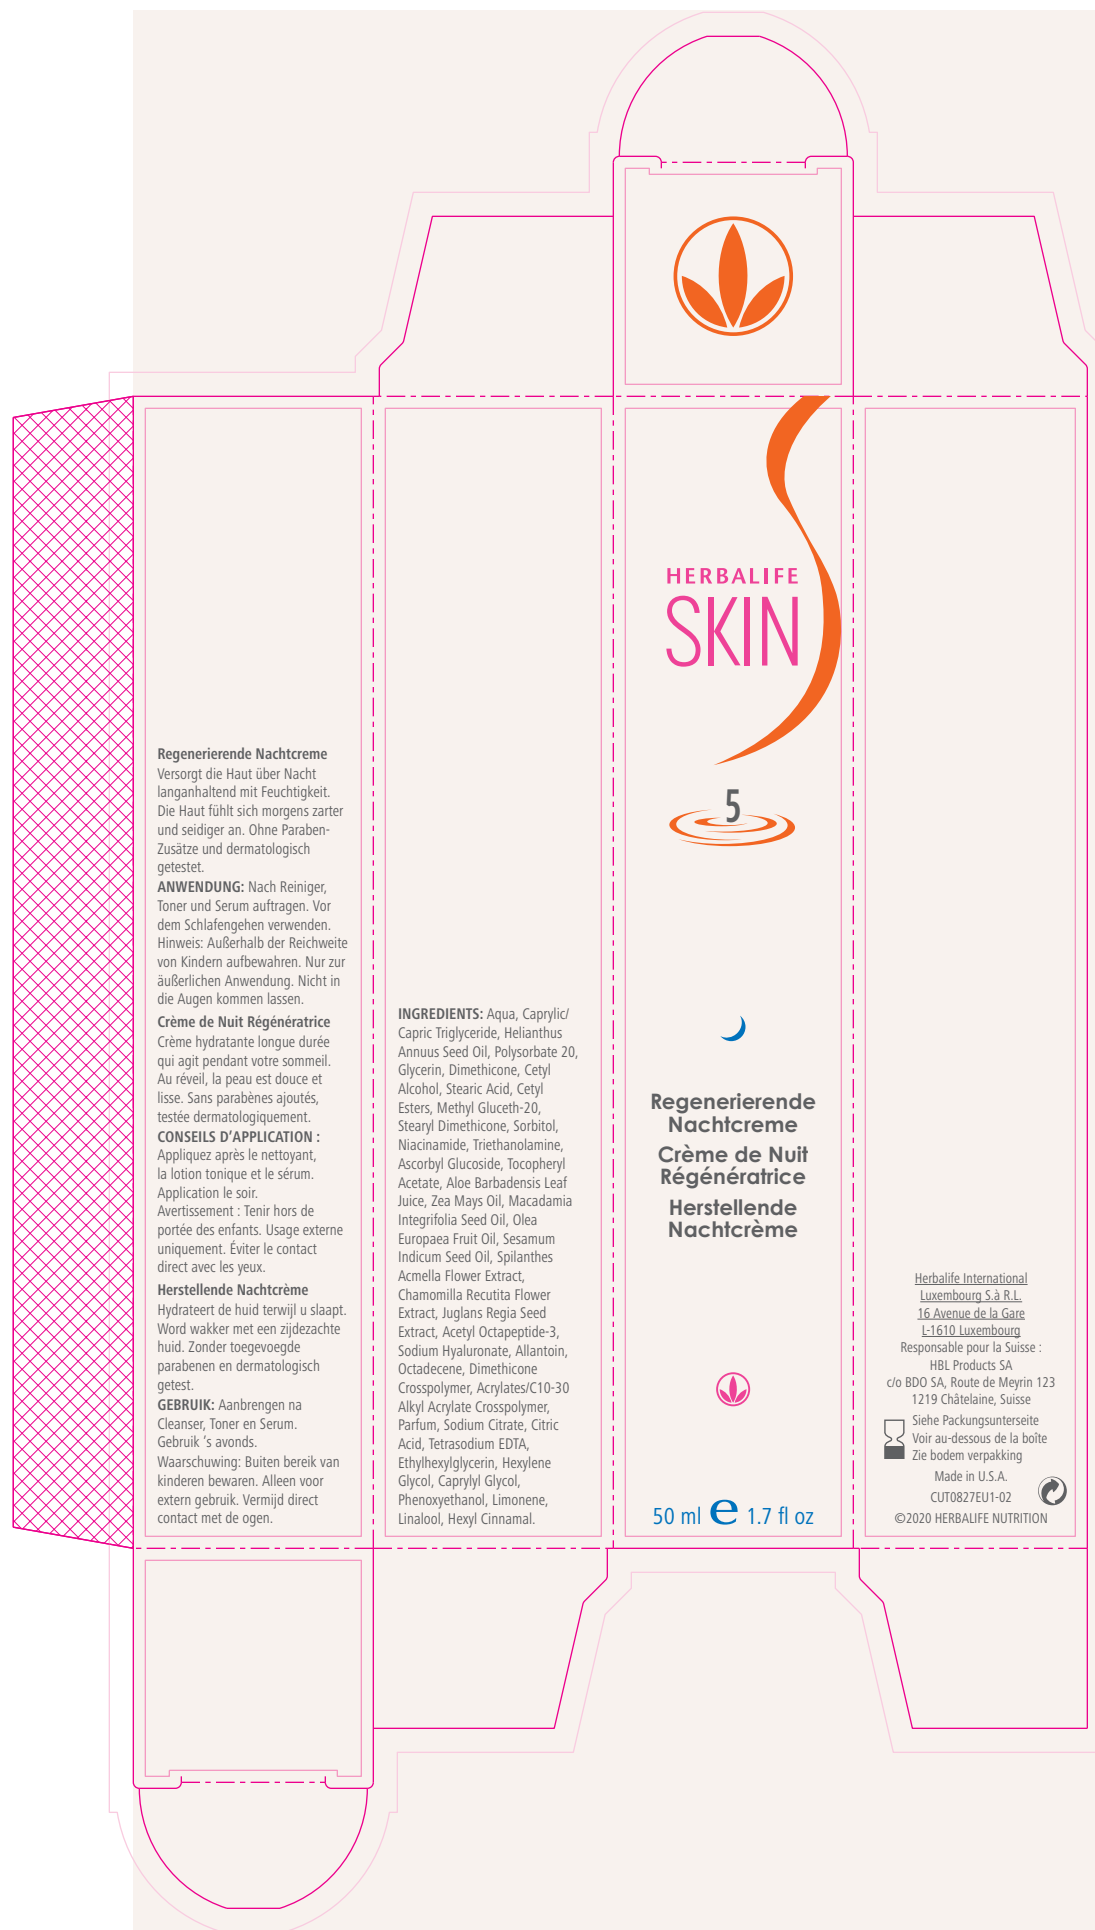 Regenerierende Nachtcreme
Versorgt die Haut über Nacht
langanhaltend mit Feuchtigkeit.
Die Haut fühlt sich morgens zarter
und seidiger an. Ohne Paraben-
Zusätze und dermatologisch
getestet.
ANWENDUNG: Nach Reiniger,
Toner und Serum auftragen. Vor
dem Schlafengehen verwenden.
Hinweis: Außerhalb der Reichweite
von Kindern aufbewahren. Nur zur
äußerlichen Anwendung. Nicht in
die Augen kommen lassen.
Crème de Nuit Régénératrice
Crème hydratante longue durée
qui agit pendant votre sommeil.
Au réveil, la peau est douce et
lisse. Sans parabènes ajoutés,
testée dermatologiquement.
CONSEILS D’APPLICATION :
Appliquez après le nettoyant,
la lotion tonique et le sérum.
Application le soir.
Avertissement : Tenir hors de
portée des enfants. Usage externe
uniquement. Éviter le contact
direct avec les yeux.
Herstellende Nachtcrème
Hydrateert de huid terwijl u slaapt.
Word wakker met een zijdezachte
huid. Zonder toegevoegde
parabenen en dermatologisch
getest.
GEBRUIK: Aanbrengen na
Cleanser, Toner en Serum.
Gebruik ‘s avonds.
Waarschuwing: Buiten bereik van
kinderen bewaren. Alleen voor
extern gebruik. Vermijd direct
contact met de ogen.
INGREDIENTS: Aqua, Caprylic/
Capric Triglyceride, Helianthus
Annuus Seed Oil, Polysorbate 20,
Glycerin, Dimethicone, Cetyl
Alcohol, Stearic Acid, Cetyl
Esters, Methyl Gluceth-20,
Stearyl Dimethicone, Sorbitol,
Niacinamide, Triethanolamine,
Ascorbyl Glucoside, Tocopheryl
Acetate, Aloe Barbadensis Leaf
Juice, Zea Mays Oil, Macadamia
Integrifolia Seed Oil, Olea
Europaea Fruit Oil, Sesamum
Indicum Seed Oil, Spilanthes
Acmella Flower Extract,
Chamomilla Recutita Flower
Extract, Juglans Regia Seed
Extract, Acetyl Octapeptide-3,
Sodium Hyaluronate, Allantoin,
Octadecene, Dimethicone
Crosspolymer, Acrylates/C10-30
Alkyl Acrylate Crosspolymer,
Parfum, Sodium Citrate, Citric
Acid, Tetrasodium EDTA,
Ethylhexylglycerin, Hexylene
Glycol, Caprylyl Glycol,
Phenoxyethanol, Limonene,
Linalool, Hexyl Cinnamal.
HERBALIFE
SKIN
5
Regenerierende
Nachtcreme
Crème de Nuit
Régénératrice
Herstellende
Nachtcrème
50 ml e 1.7 fl oz
Herbalife International
Luxembourg S.à R.L.
16 Avenue de la Gare
L-1610 Luxembourg
Responsable pour la Suisse :
HBL Products SA
c/o BDO SA, Route de Meyrin 123
1219 Châtelaine, Suisse
Siehe Packungsunterseite
Voir au-dessous de la boîte
Zie bodem verpakking
Made in U.S.A.
CUT0827EU1-02
©2020 HERBALIFE NUTRITION